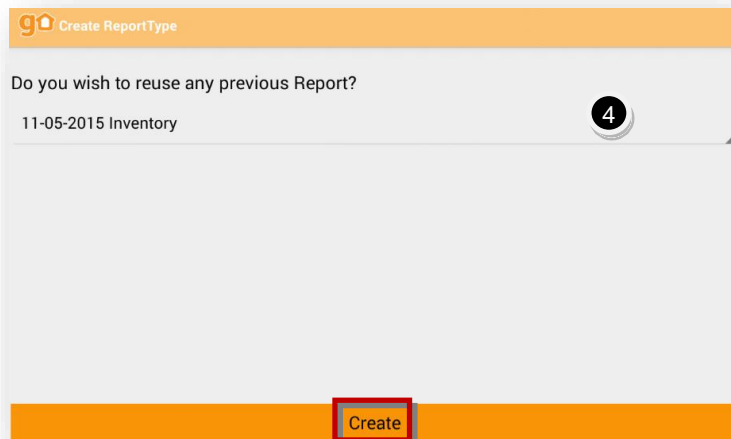 go Create ReportType
Do you wish to reuse any previous Report?
11-05-2015 Inventory
4
Create